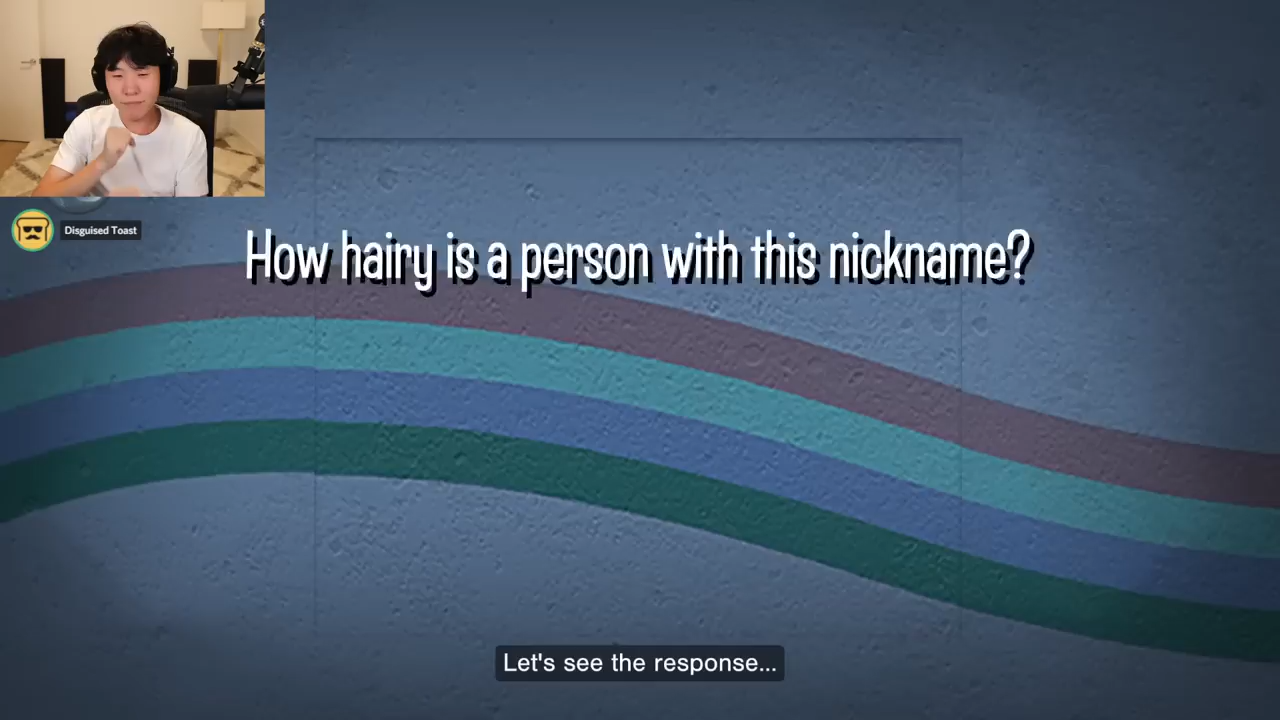 Disguised Toast
How hairy is a person with this nickname?
Let's see the response...